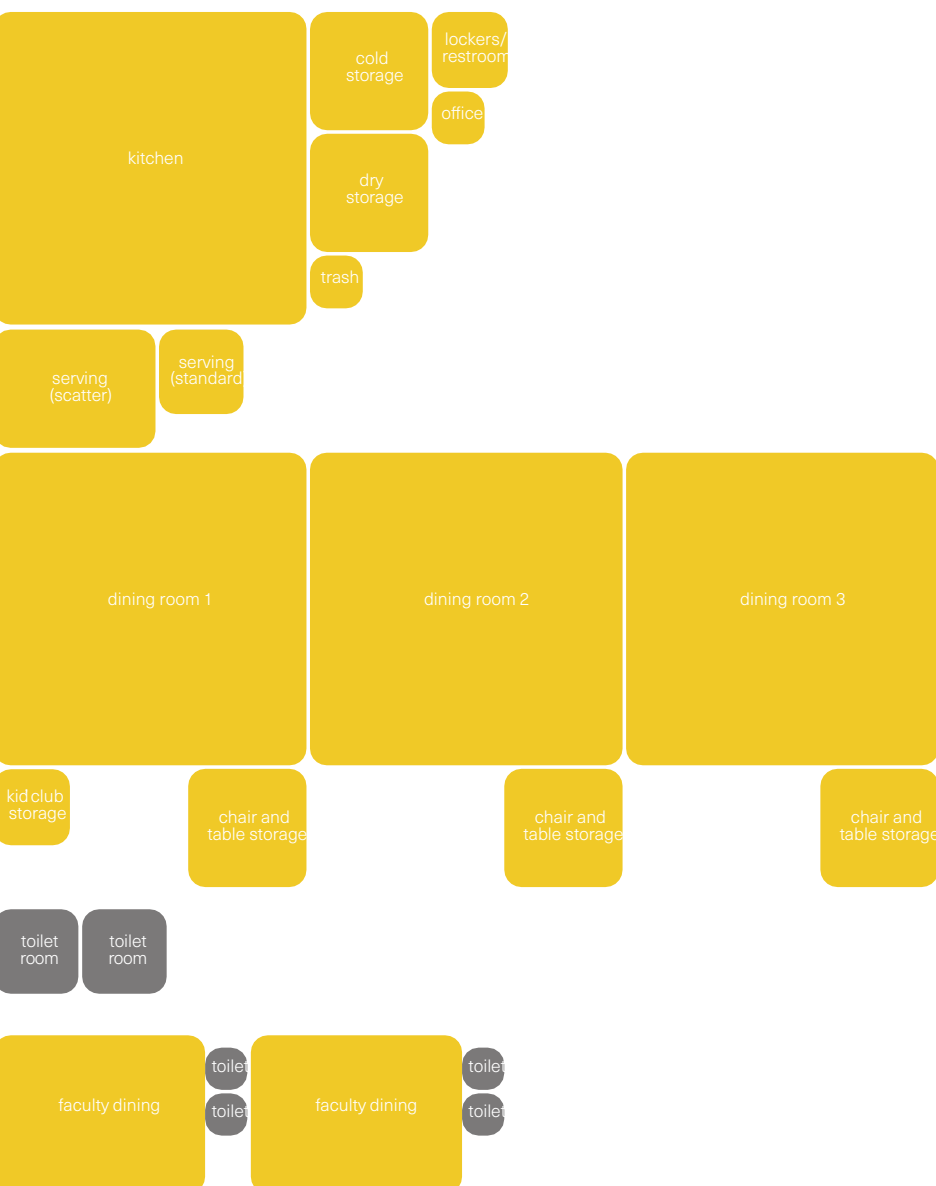 lockers/
restroom
cold
storage
office
kitchen
dry
storage
trash
serving
(scatter)
serving
(standard
dining room 1
dining room 2
dining room 3
kid club
storage
chair and
table storage
chair and
table storage
chair and
table storage
toilet
room
toilet
room
faculty dining
toilet
toilet
faculty dining
toilet
toilet